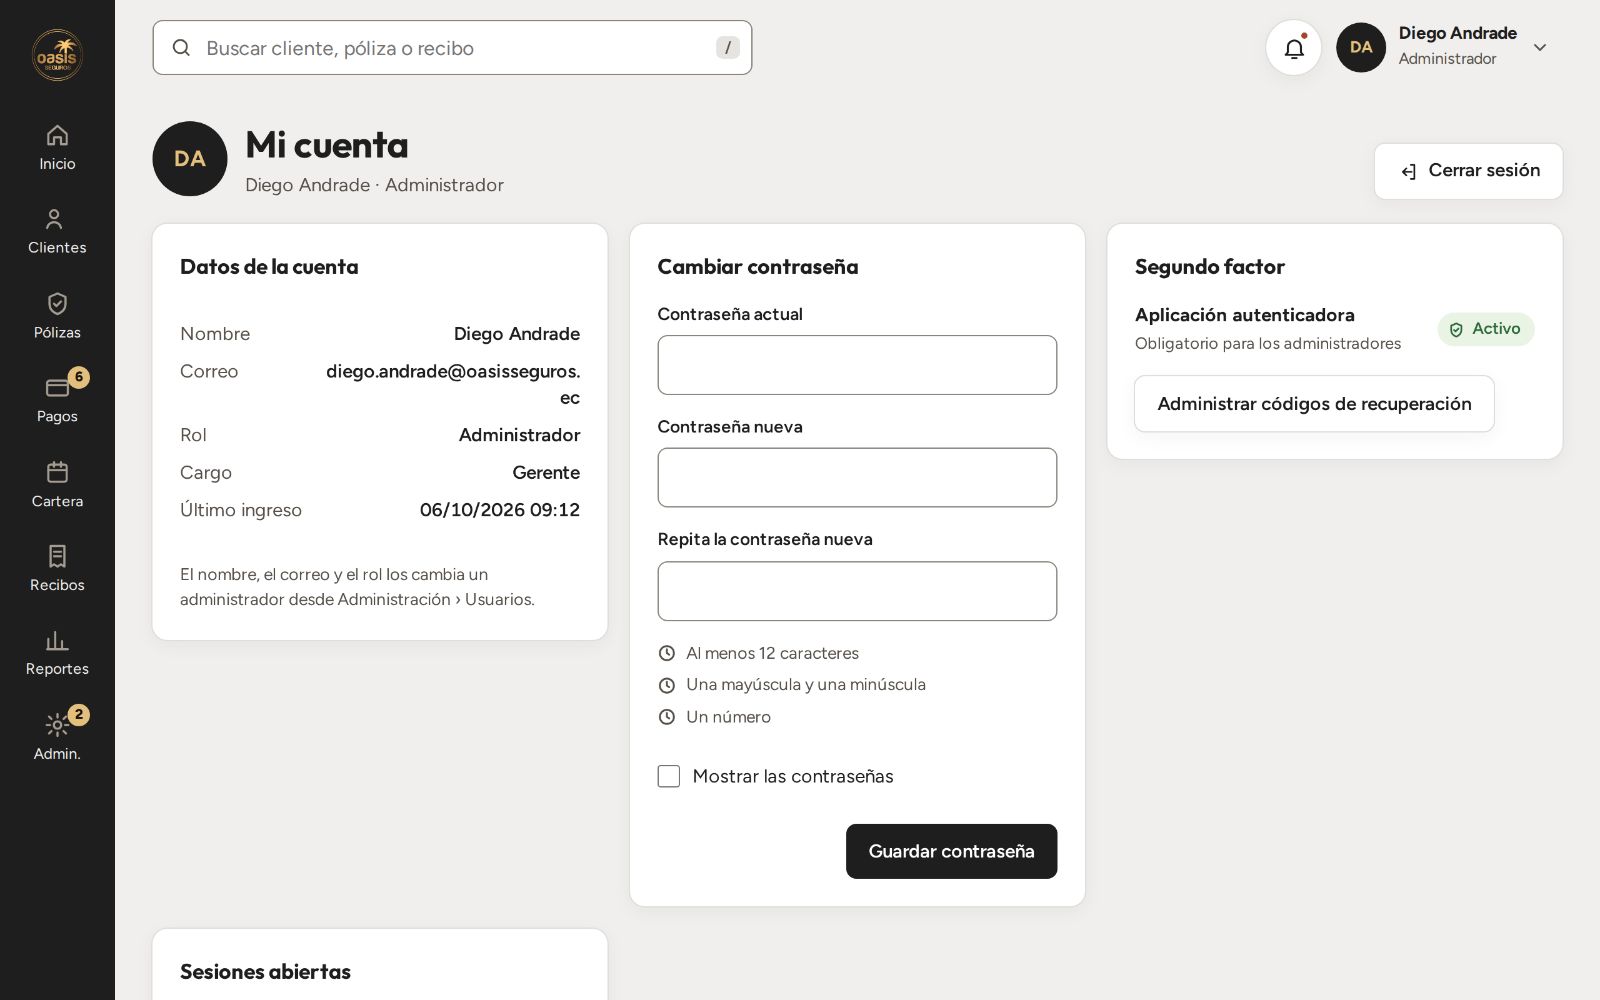 oasis
SEGUROS
Inicio
Clientes
Pólizas
6
Pagos
Cartera
Recibos
Reportes
2
Admin.
Buscar cliente, póliza o recibo
/
DA
Diego Andrade
Administrador
DA
Mi cuenta
Diego Andrade · Administrador
Cerrar sesión
Datos de la cuenta
Nombre Diego Andrade
Correo diego.andrade@oasisseguros.
ec
Rol Administrador
Cargo Gerente
Último ingreso 06/10/2026 09:12
El nombre, el correo y el rol los cambia un
administrador desde Administración › Usuarios.
Cambiar contraseña
Contraseña actual
Contraseña nueva
Repita la contraseña nueva
Al menos 12 caracteres
Una mayúscula y una minúscula
Un número
Mostrar las contraseñas
Guardar contraseña
Segundo factor
Aplicación autenticadora
Obligatorio para los administradores
Activo
Administrar códigos de recuperación
Sesiones abiertas